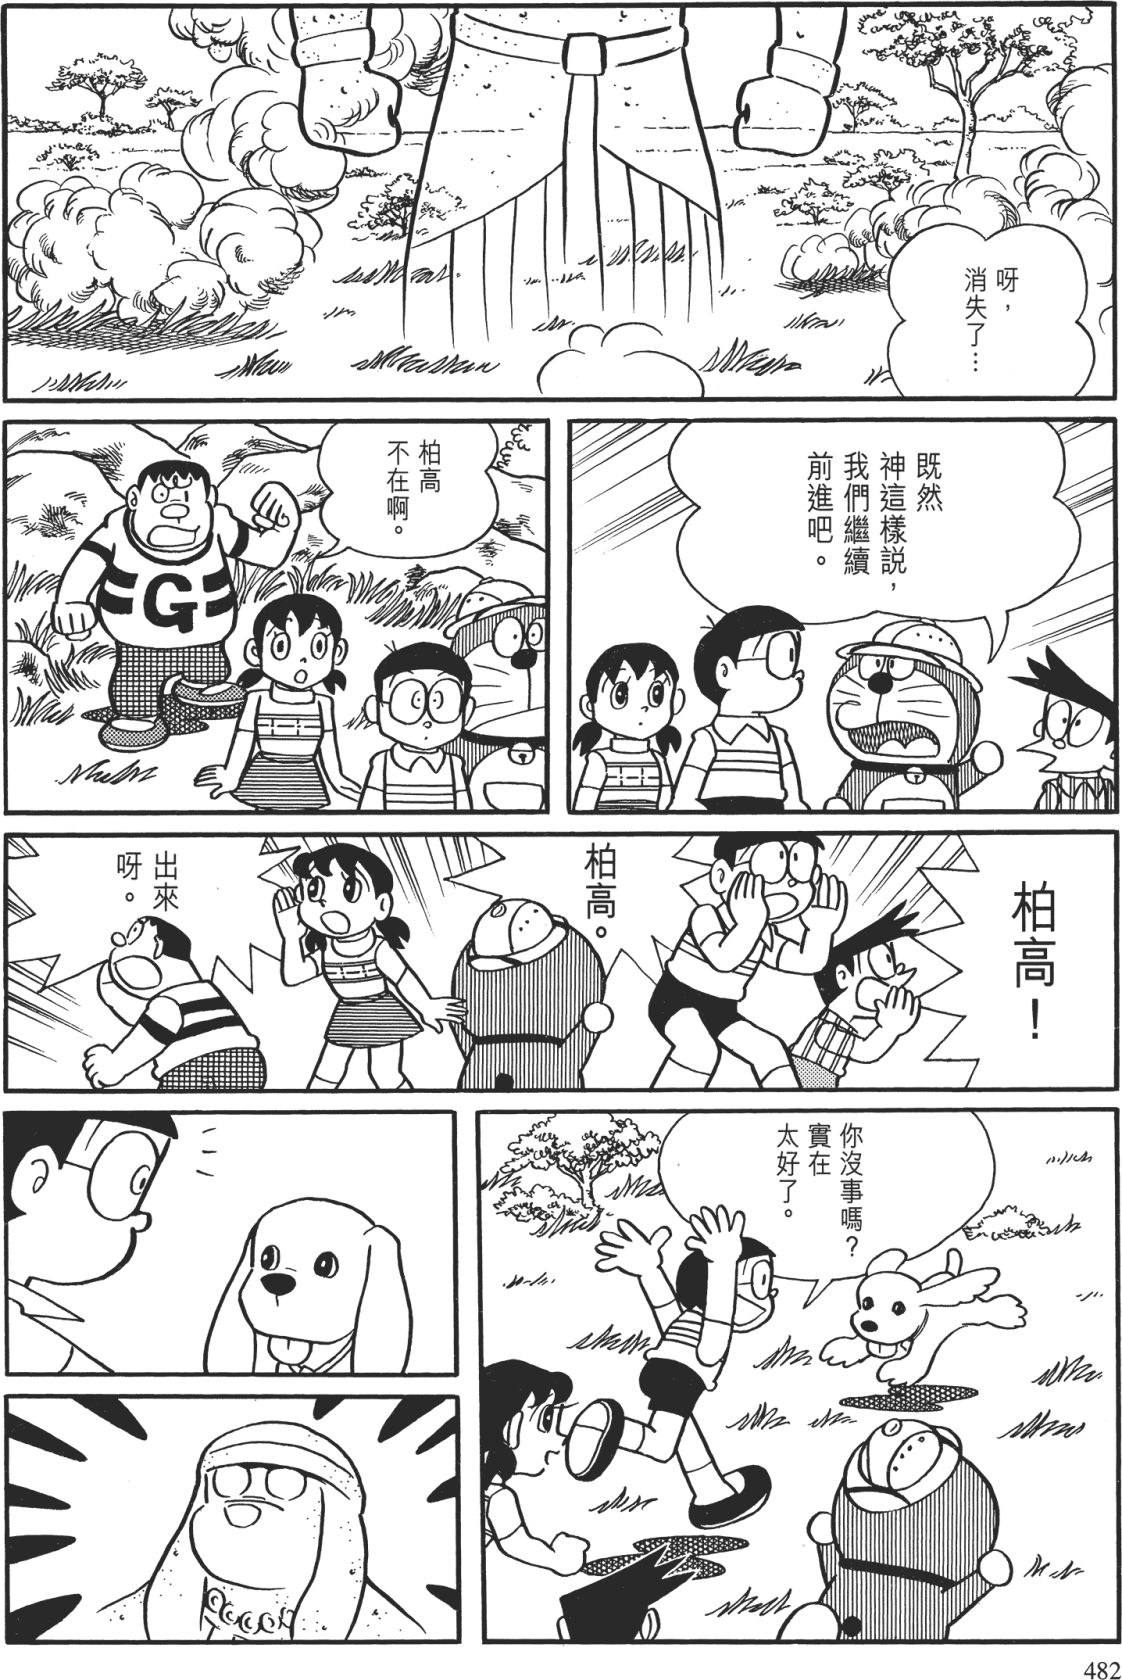 呀，
消失了…
既然
神這樣說，
我們繼續
前進吧。
柏高
不在啊。
G
柏高！
柏高。
出來
呀。
你沒事嗎？
實在
太好了。
482